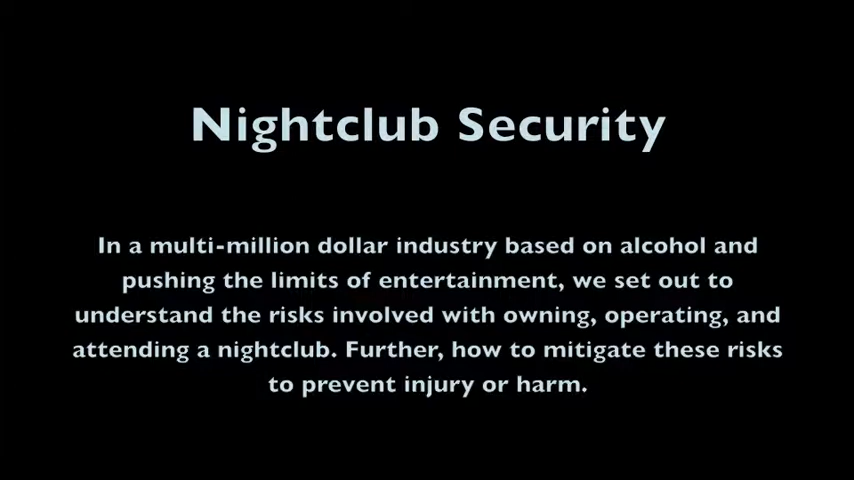 Nightclub Security
In a multi-million dollar industry based on alcohol and
pushing the limits of entertainment, we set out to
understand the risks involved with owning, operating, and
attending a nightclub. Further, how to mitigate these risks
to prevent injury or harm.